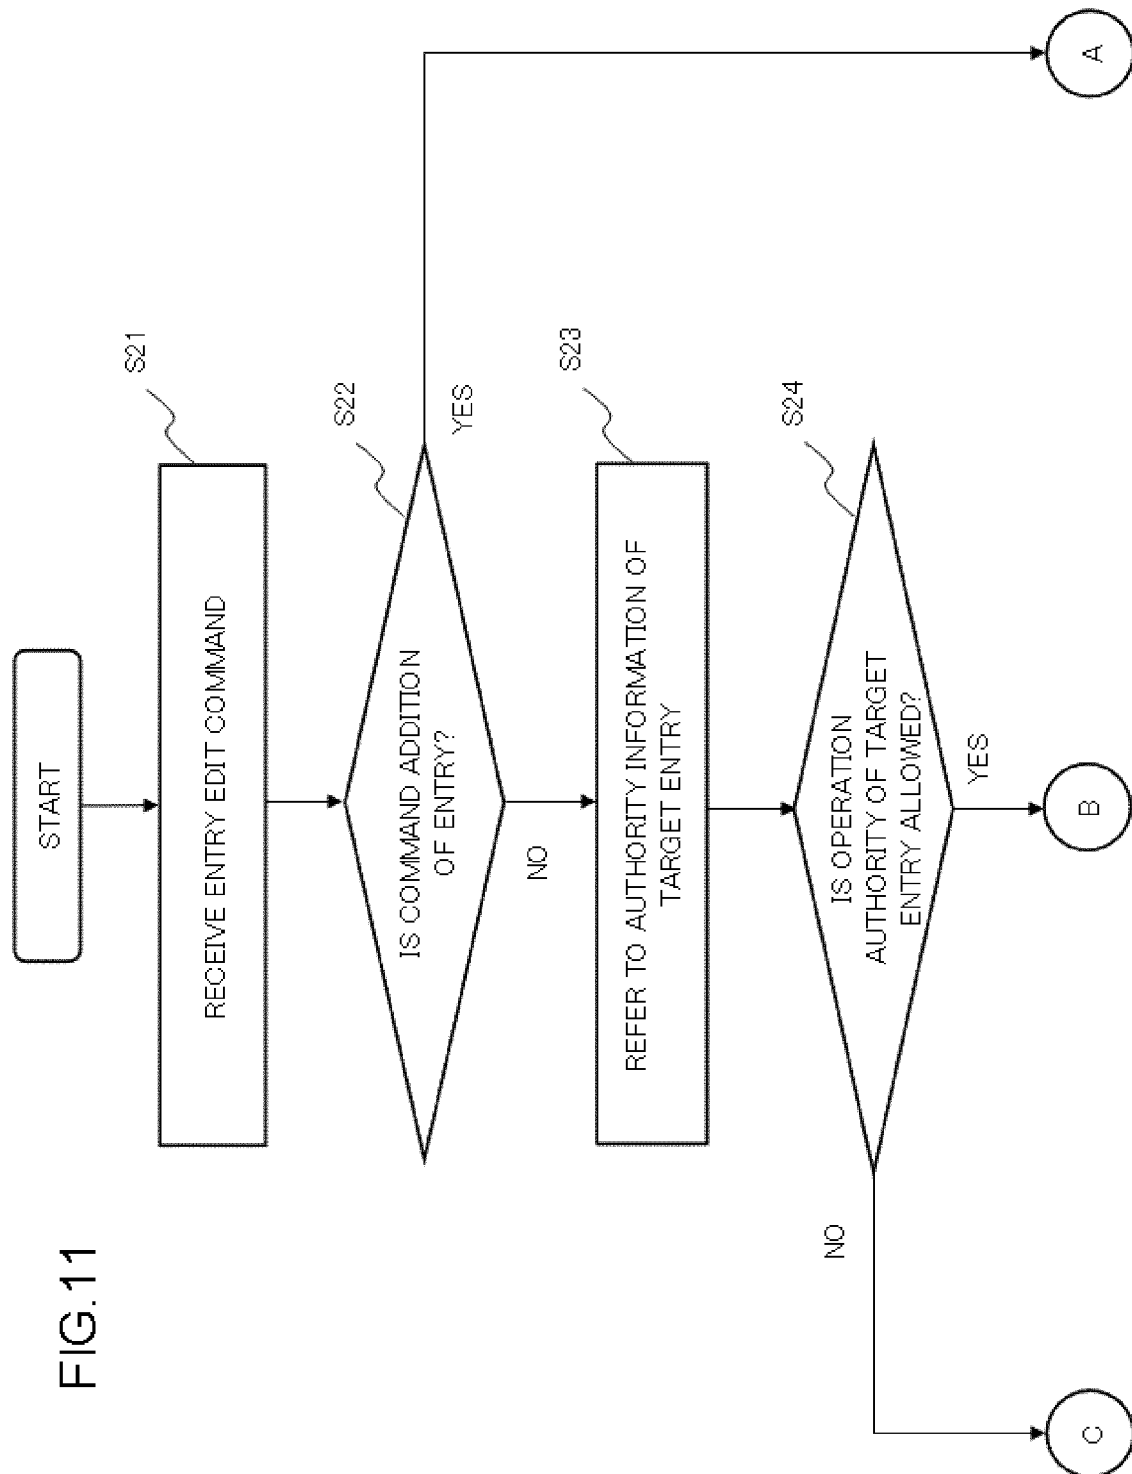 FIG.11
START
S21
RECEIVE ENTRY EDIT COMMAND
S22
IS COMMAND ADDITION
OF ENTRY?
YES
NO
S23
REFER TO AUTHORITY INFORMATION OF
TARGET ENTRY
S24
IS OPERATION
AUTHORITY OF TARGET
ENTRY ALLOWED?
NO
YES
C
B
A